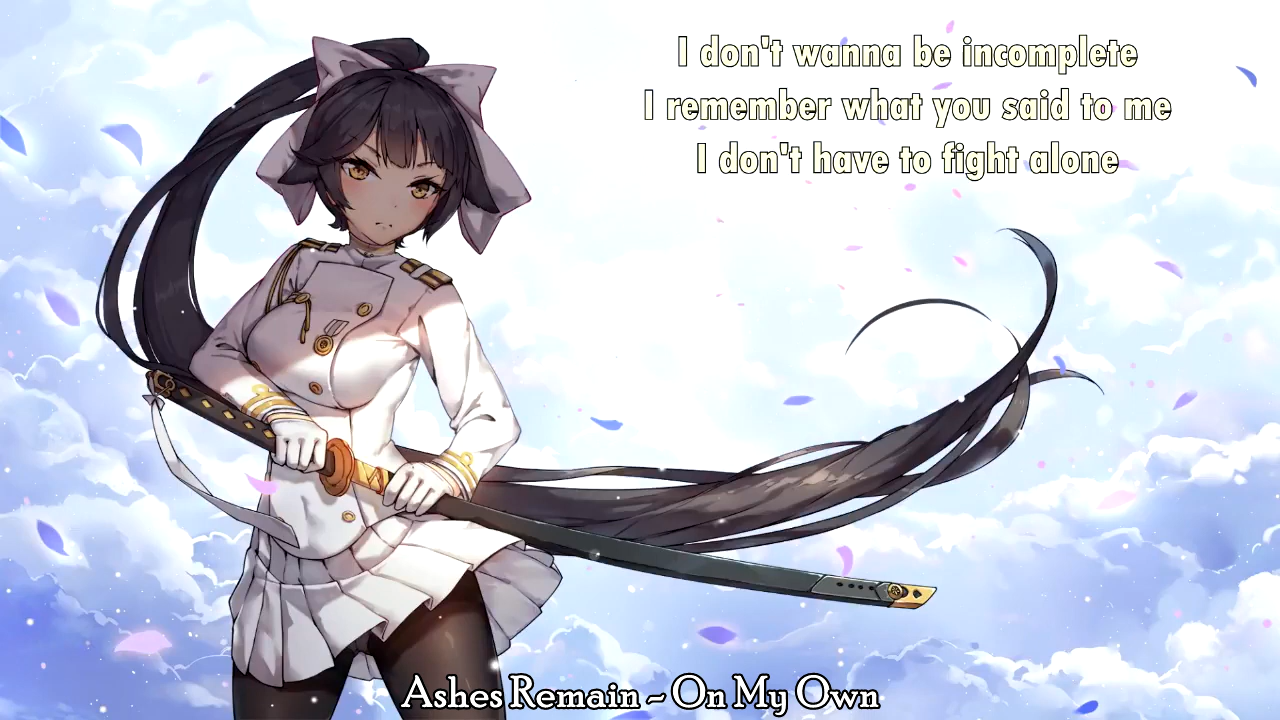 I don't wanna be incomplete
I remember what you said to me
I don't have to fight alone
Ashes Remain ~ On My Own